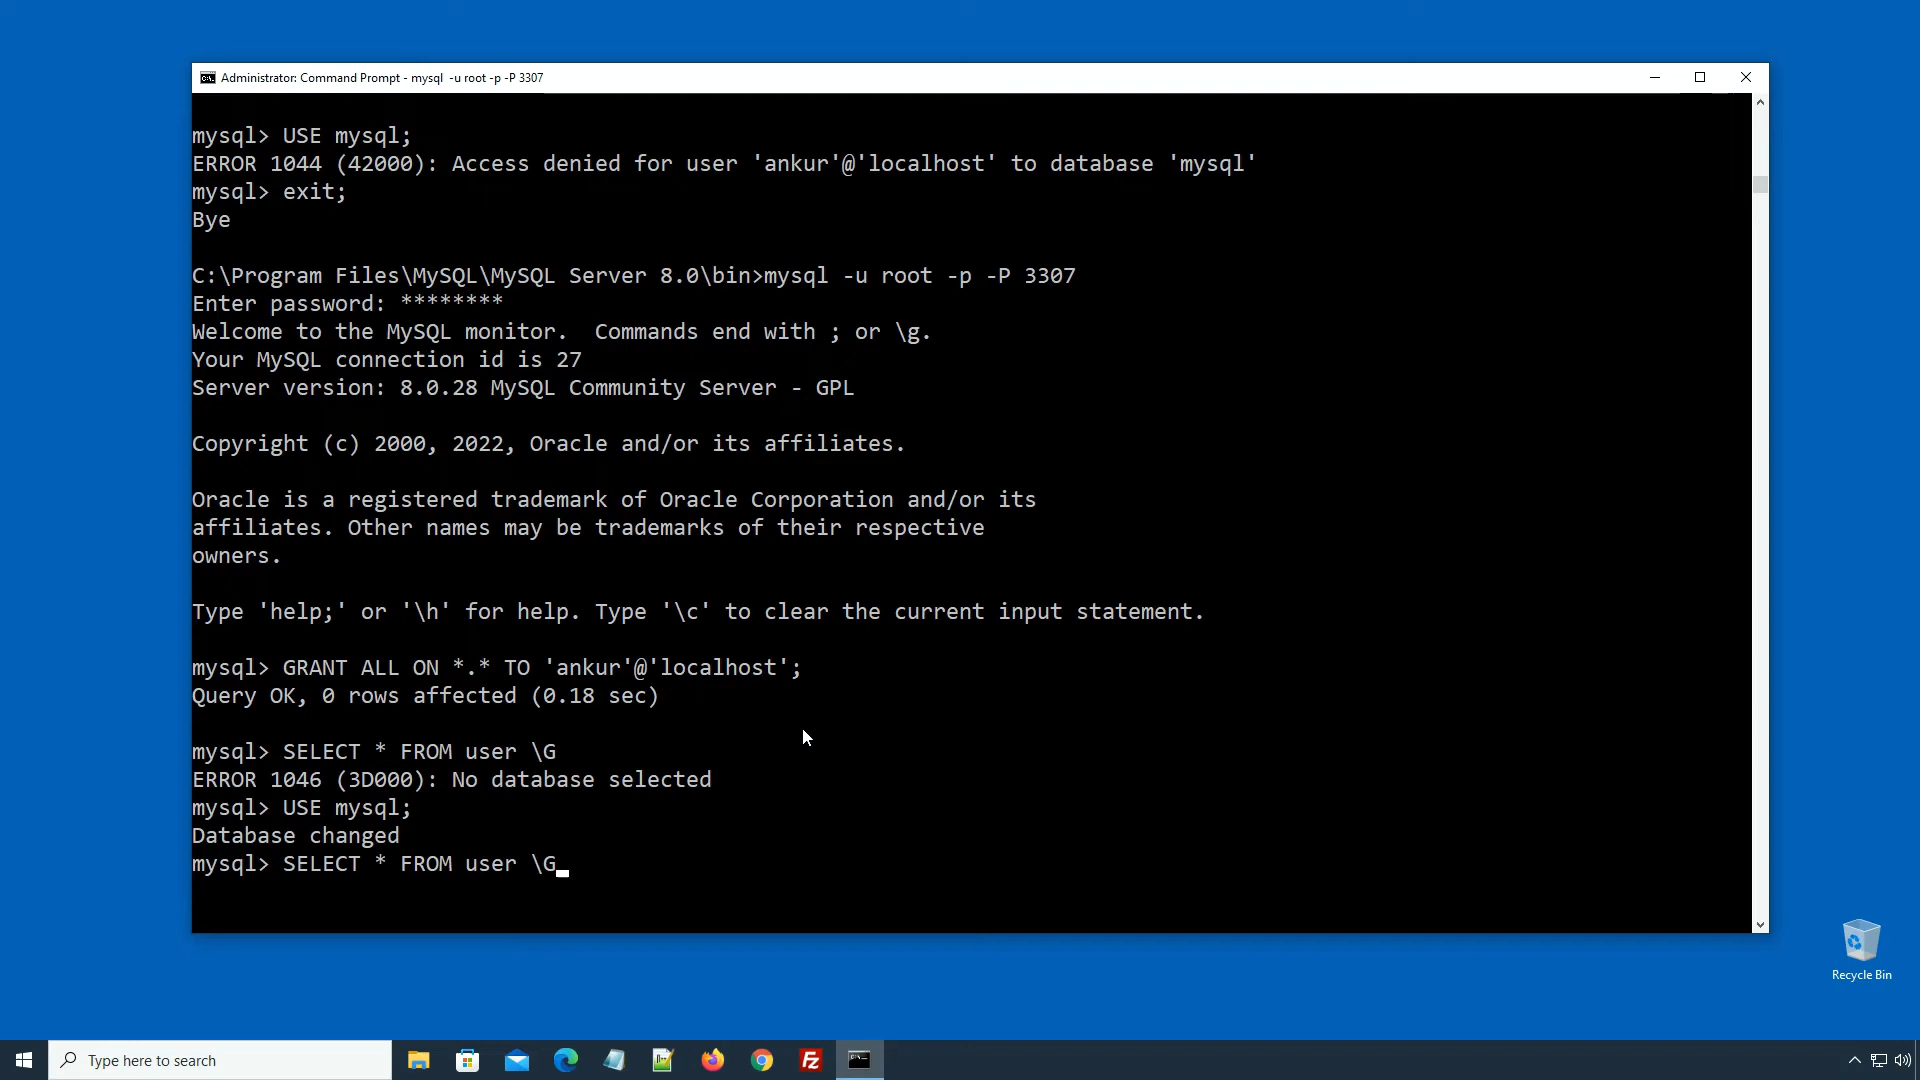 Administrator: Command Prompt - mysql  -u root -p -P 3307
mysql> USE mysql;
ERROR 1044 (42000): Access denied for user 'ankur'@'localhost' to database 'mysql'
mysql> exit;
Bye
C:\Program Files\MySQL\MySQL Server 8.0\bin>mysql -u root -p -P 3307
Enter password: ********
Welcome to the MySQL monitor.  Commands end with ; or \g.
Your MySQL connection id is 27
Server version: 8.0.28 MySQL Community Server - GPL
Copyright (c) 2000, 2022, Oracle and/or its affiliates.
Oracle is a registered trademark of Oracle Corporation and/or its
affiliates. Other names may be trademarks of their respective
owners.
Type 'help;' or '\h' for help. Type '\c' to clear the current input statement.
mysql> GRANT ALL ON *.* TO 'ankur'@'localhost';
Query OK, 0 rows affected (0.18 sec)
mysql> SELECT * FROM user \G
ERROR 1046 (3D000): No database selected
mysql> USE mysql;
Database changed
mysql> SELECT * FROM user \G
Recycle Bin
Type here to search